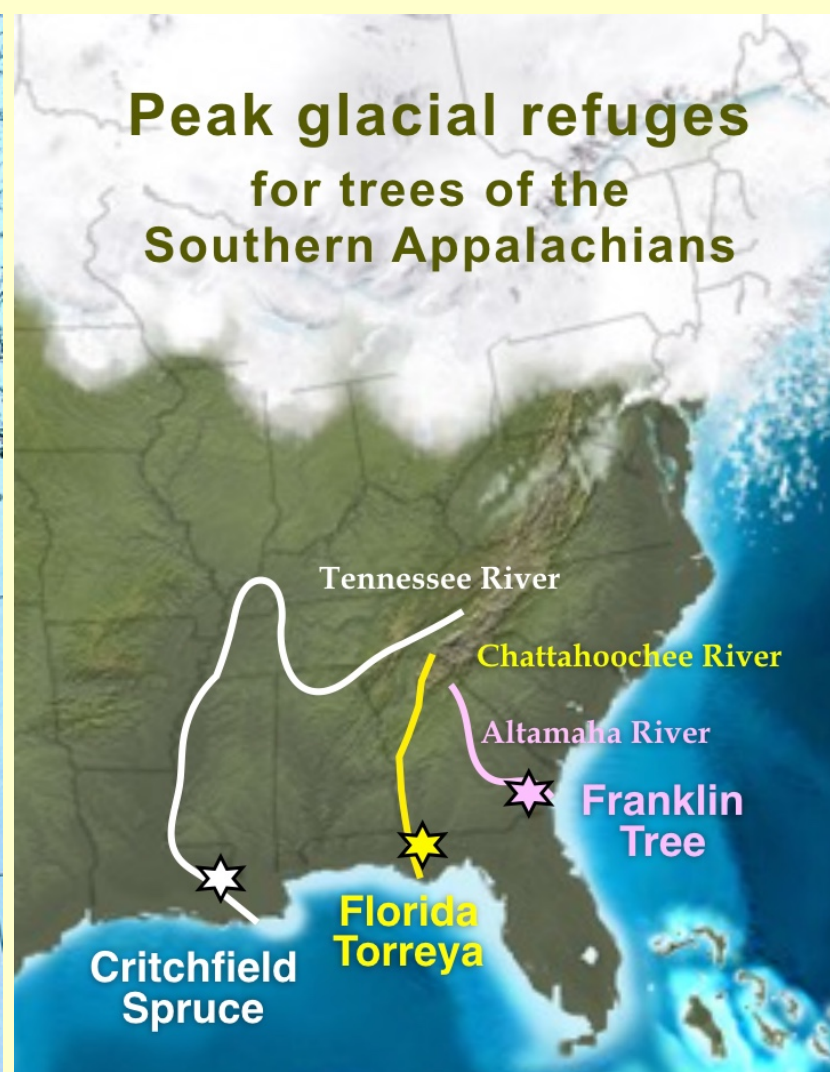 Peak glacial refuges
for trees of the
Southern Appalachians
Tennessee River
Chattahoochee River
Altamaha River
Franklin
Tree
Florida
Torreya
Critchfield
Spruce